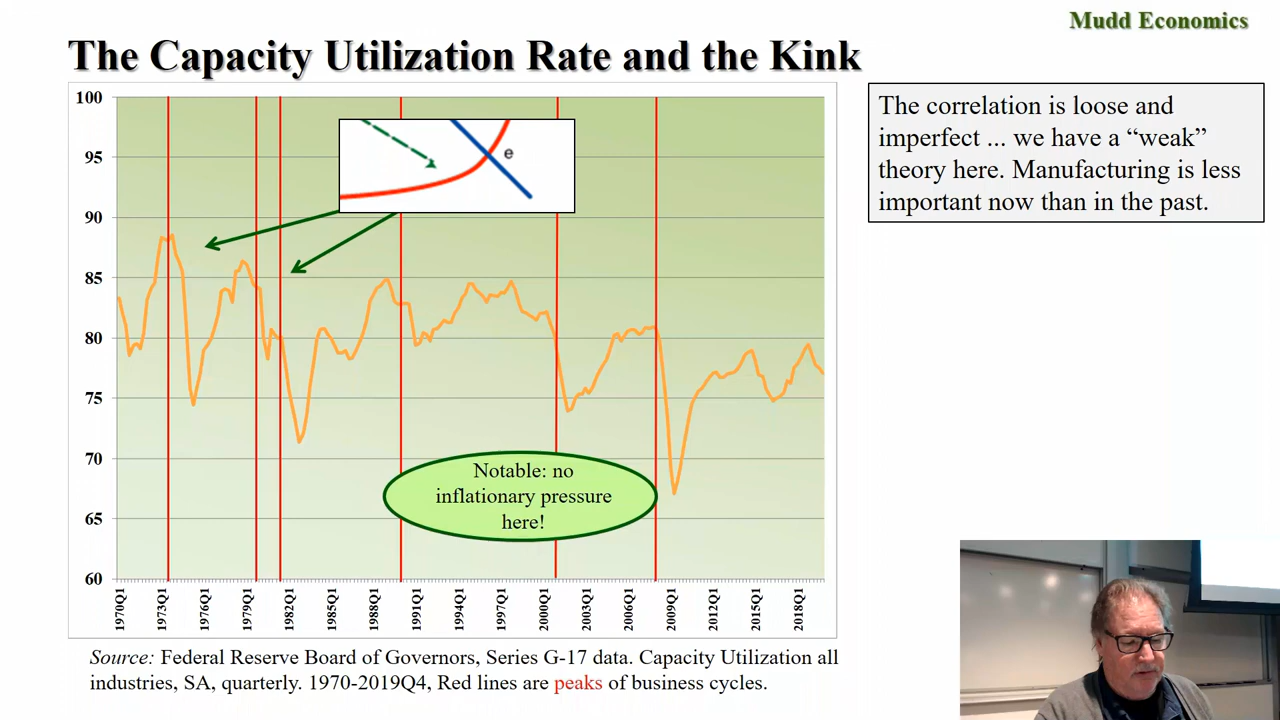 Mudd Economics
The Capacity Utilization Rate and the Kink
100
95
90
85
80
75
70
65
60
e
Notable: no
inflationary pressure
here!
1970Q1
1973Q1
1976Q1
1979Q1
1982Q1
1985Q1
1988Q1
1991Q1
1994Q1
1997Q1
2000Q1
2003Q1
2006Q1
2009Q1
2012Q1
2015Q1
2018Q1
The correlation is loose and
imperfect ... we have a “weak”
theory here. Manufacturing is less
important now than in the past.
Source: Federal Reserve Board of Governors, Series G-17 data. Capacity Utilization all
industries, SA, quarterly. 1970-2019Q4, Red lines are peaks of business cycles.